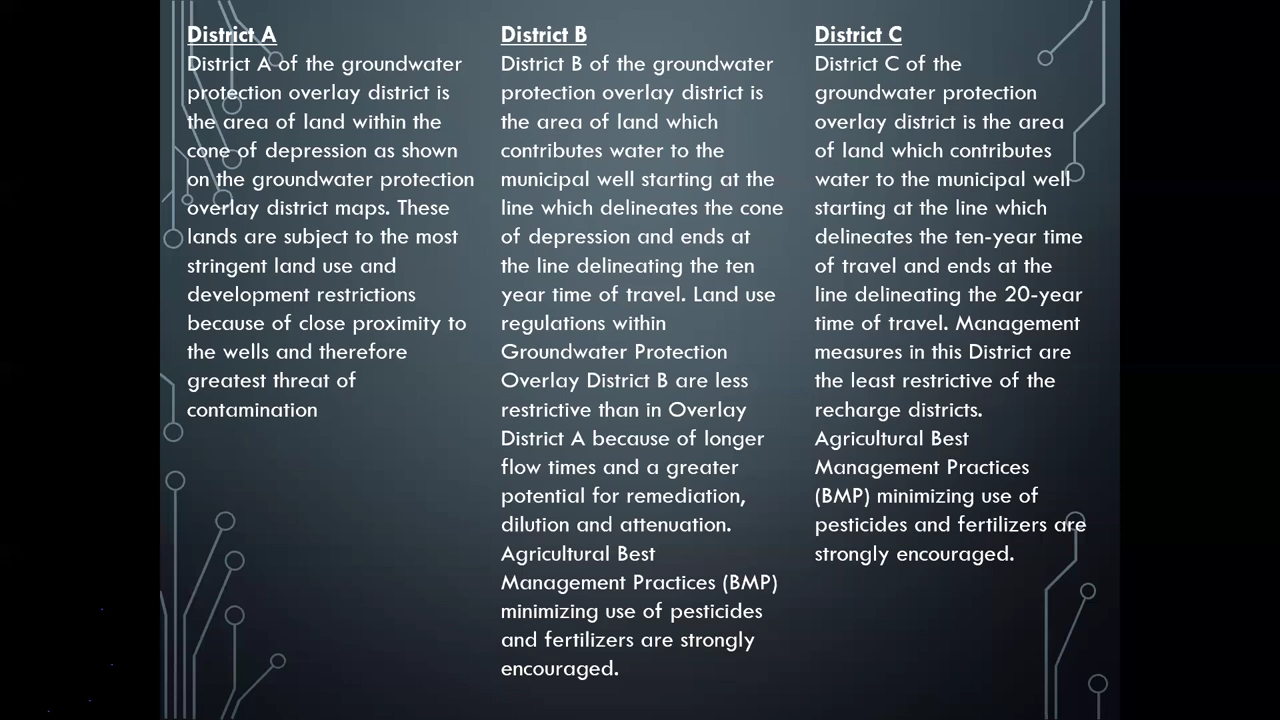 District A
District A of the groundwater
protection overlay district is
the area of land within the
cone of depression as shown
on the groundwater protection
overlay district maps. These
lands are subject to the most
stringent land use and
development restrictions
because of close proximity to
the wells and therefore
greatest threat of
contamination
District B
District B of the groundwater
protection overlay district is
the area of land which
contributes water to the
municipal well starting at the
line which delineates the cone
of depression and ends at
the line delineating the ten
year time of travel. Land use
regulations within
Groundwater Protection
Overlay District B are less
restrictive than in Overlay
District A because of longer
flow times and a greater
potential for remediation,
dilution and attenuation.
Agricultural Best
Management Practices (BMP)
minimizing use of pesticides
and fertilizers are strongly
encouraged.
District C
District C of the
groundwater protection
overlay district is the area
of land which contributes
water to the municipal well
starting at the line which
delineates the ten-year time
of travel and ends at the
line delineating the 20-year
time of travel. Management
measures in this District are
the least restrictive of the
recharge districts.
Agricultural Best
Management Practices
(BMP) minimizing use of
pesticides and fertilizers are
strongly encouraged.